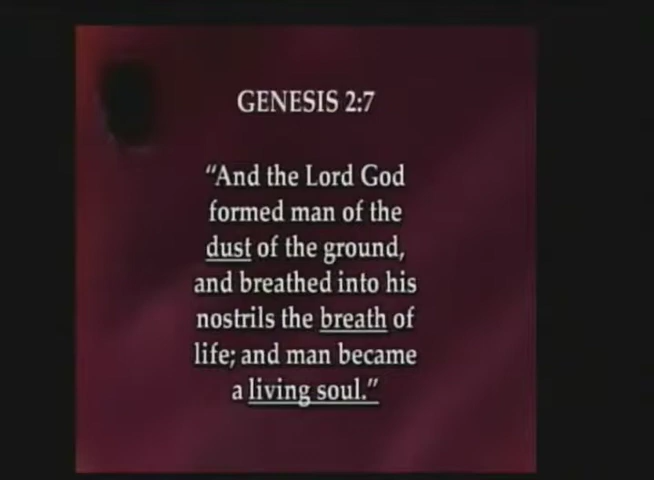 GENESIS 2:7
“And the Lord God
formed man of the
dust of the ground,
and breathed into his
nostrils the breath of
life; and man became
a living soul.”